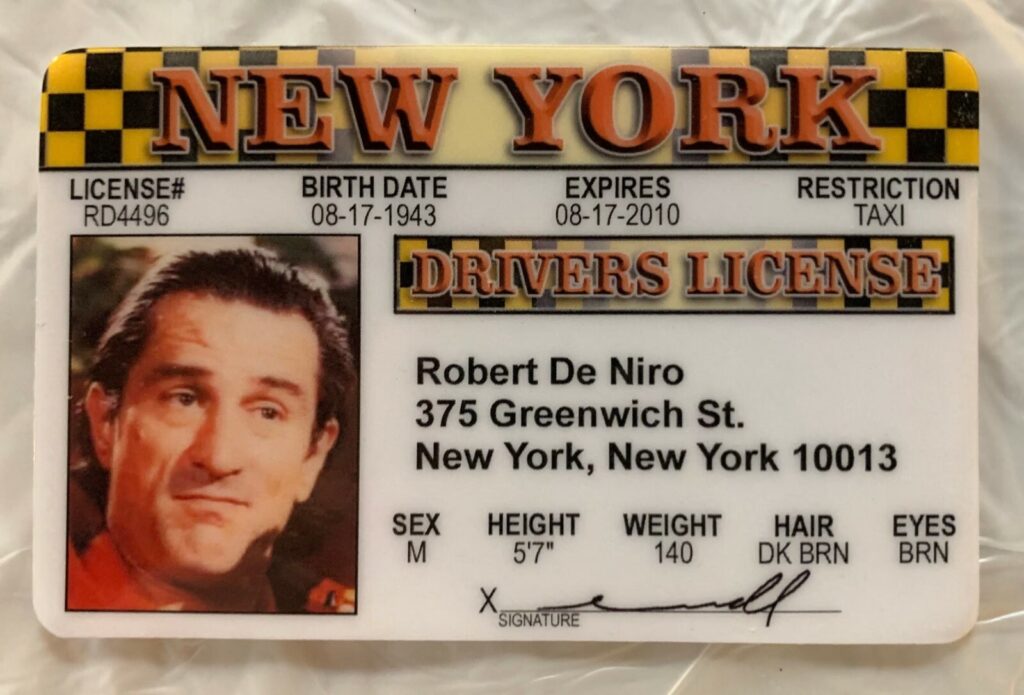 NEW YORK
LICENSE# BIRTH DATE EXPIRES RESTRICTION
RD4496 08-17-1943 08-17-2010 TAXI
DRIVERS LICENSE
Robert De Niro
375 Greenwich St.
New York, New York 10013
SEX HEIGHT WEIGHT HAIR EYES
M 5'7" 140 DK BRN BRN
X
SIGNATURE